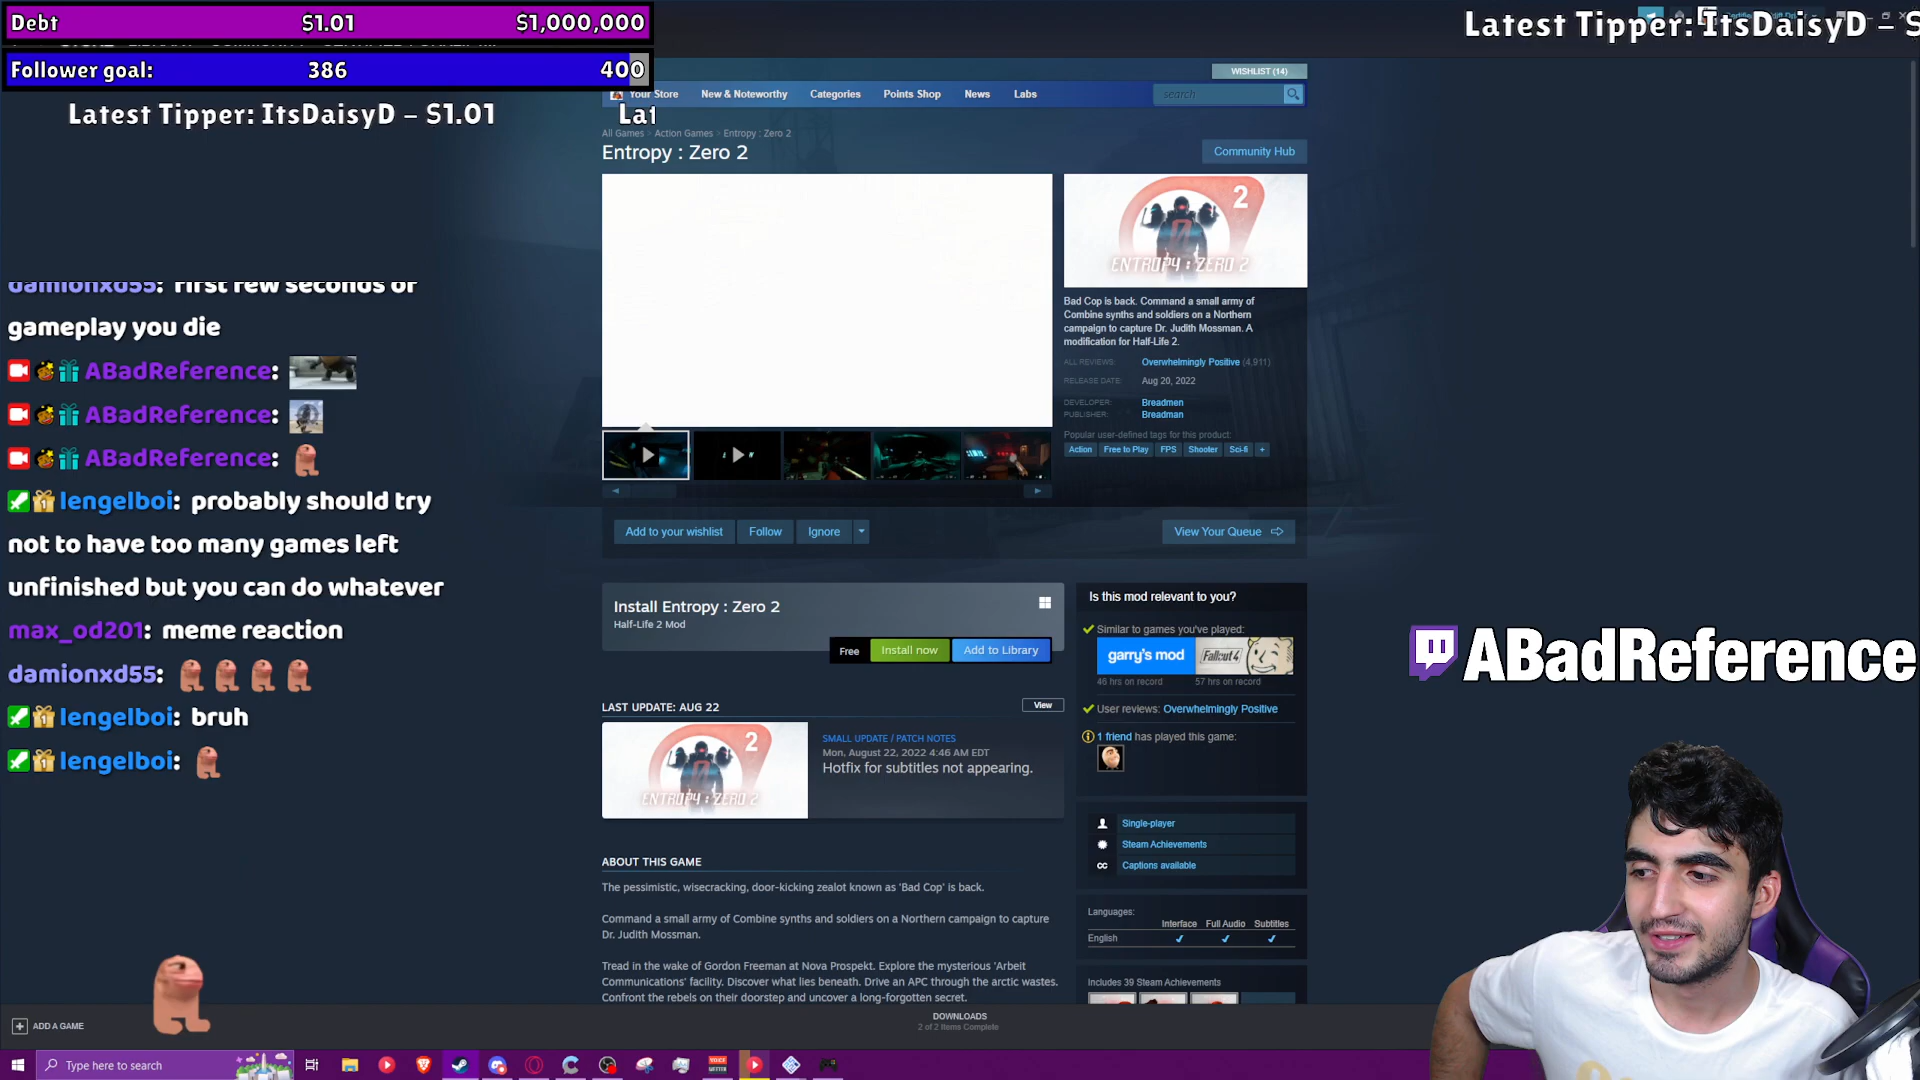 Debt $1.01 $1,000,000
Follower goal: 386 400
Latest Tipper: ItsDaisyD - $1.01
Lat
Latest Tipper: ItsDaisyD - S
WISHLIST (14)
Your Store New & Noteworthy Categories Points Shop News Labs search
All Games > Action Games > Entropy : Zero 2
Entropy : Zero 2
Community Hub
2
ENTROPY : ZERO 2
Bad Cop is back. Command a small army of
Combine synths and soldiers on a Northern
campaign to capture Dr. Judith Mossman. A
modification for Half-Life 2.
ALL REVIEWS: Overwhelmingly Positive (4,911)
RELEASE DATE: Aug 20, 2022
DEVELOPER: Breadmen
PUBLISHER: Breadman
Popular user-defined tags for this product:
Action Free to Play FPS Shooter Sci-fi +
Add to your wishlist Follow Ignore
View Your Queue
damionxd55: First few seconds of
gameplay you die
ABadReference:
ABadReference:
ABadReference:
lengelboi: probably should try
not to have too many games left
unfinished but you can do whatever
max_od201: meme reaction
damionxd55:
lengelboi: bruh
lengelboi:
Install Entropy : Zero 2
Half-Life 2 Mod
Free Install now Add to Library
LAST UPDATE: AUG 22
View
2
ENTROPY : ZERO 2
SMALL UPDATE / PATCH NOTES
Mon, August 22, 2022 4:46 AM EDT
Hotfix for subtitles not appearing.
ABOUT THIS GAME
The pessimistic, wisecracking, door-kicking zealot known as 'Bad Cop' is back.
Command a small army of Combine synths and soldiers on a Northern campaign to capture
Dr. Judith Mossman.
Tread in the wake of Gordon Freeman at Nova Prospekt. Explore the mysterious 'Arbeit
Communications' facility. Discover what lies beneath. Drive an APC through the arctic wastes.
Confront the rebels on their doorstep and uncover a long-forgotten secret.
Is this mod relevant to you?
Similar to games you've played:
garry's mod Fallout 4
46 hrs on record 57 hrs on record
User reviews: Overwhelmingly Positive
1 friend has played this game:
Single-player
Steam Achievements
CC Captions available
Languages:
Interface Full Audio Subtitles
English
Includes 39 Steam Achievements
ABadReference
ADD A GAME
DOWNLOADS
2 of 2 Items Complete
Type here to search